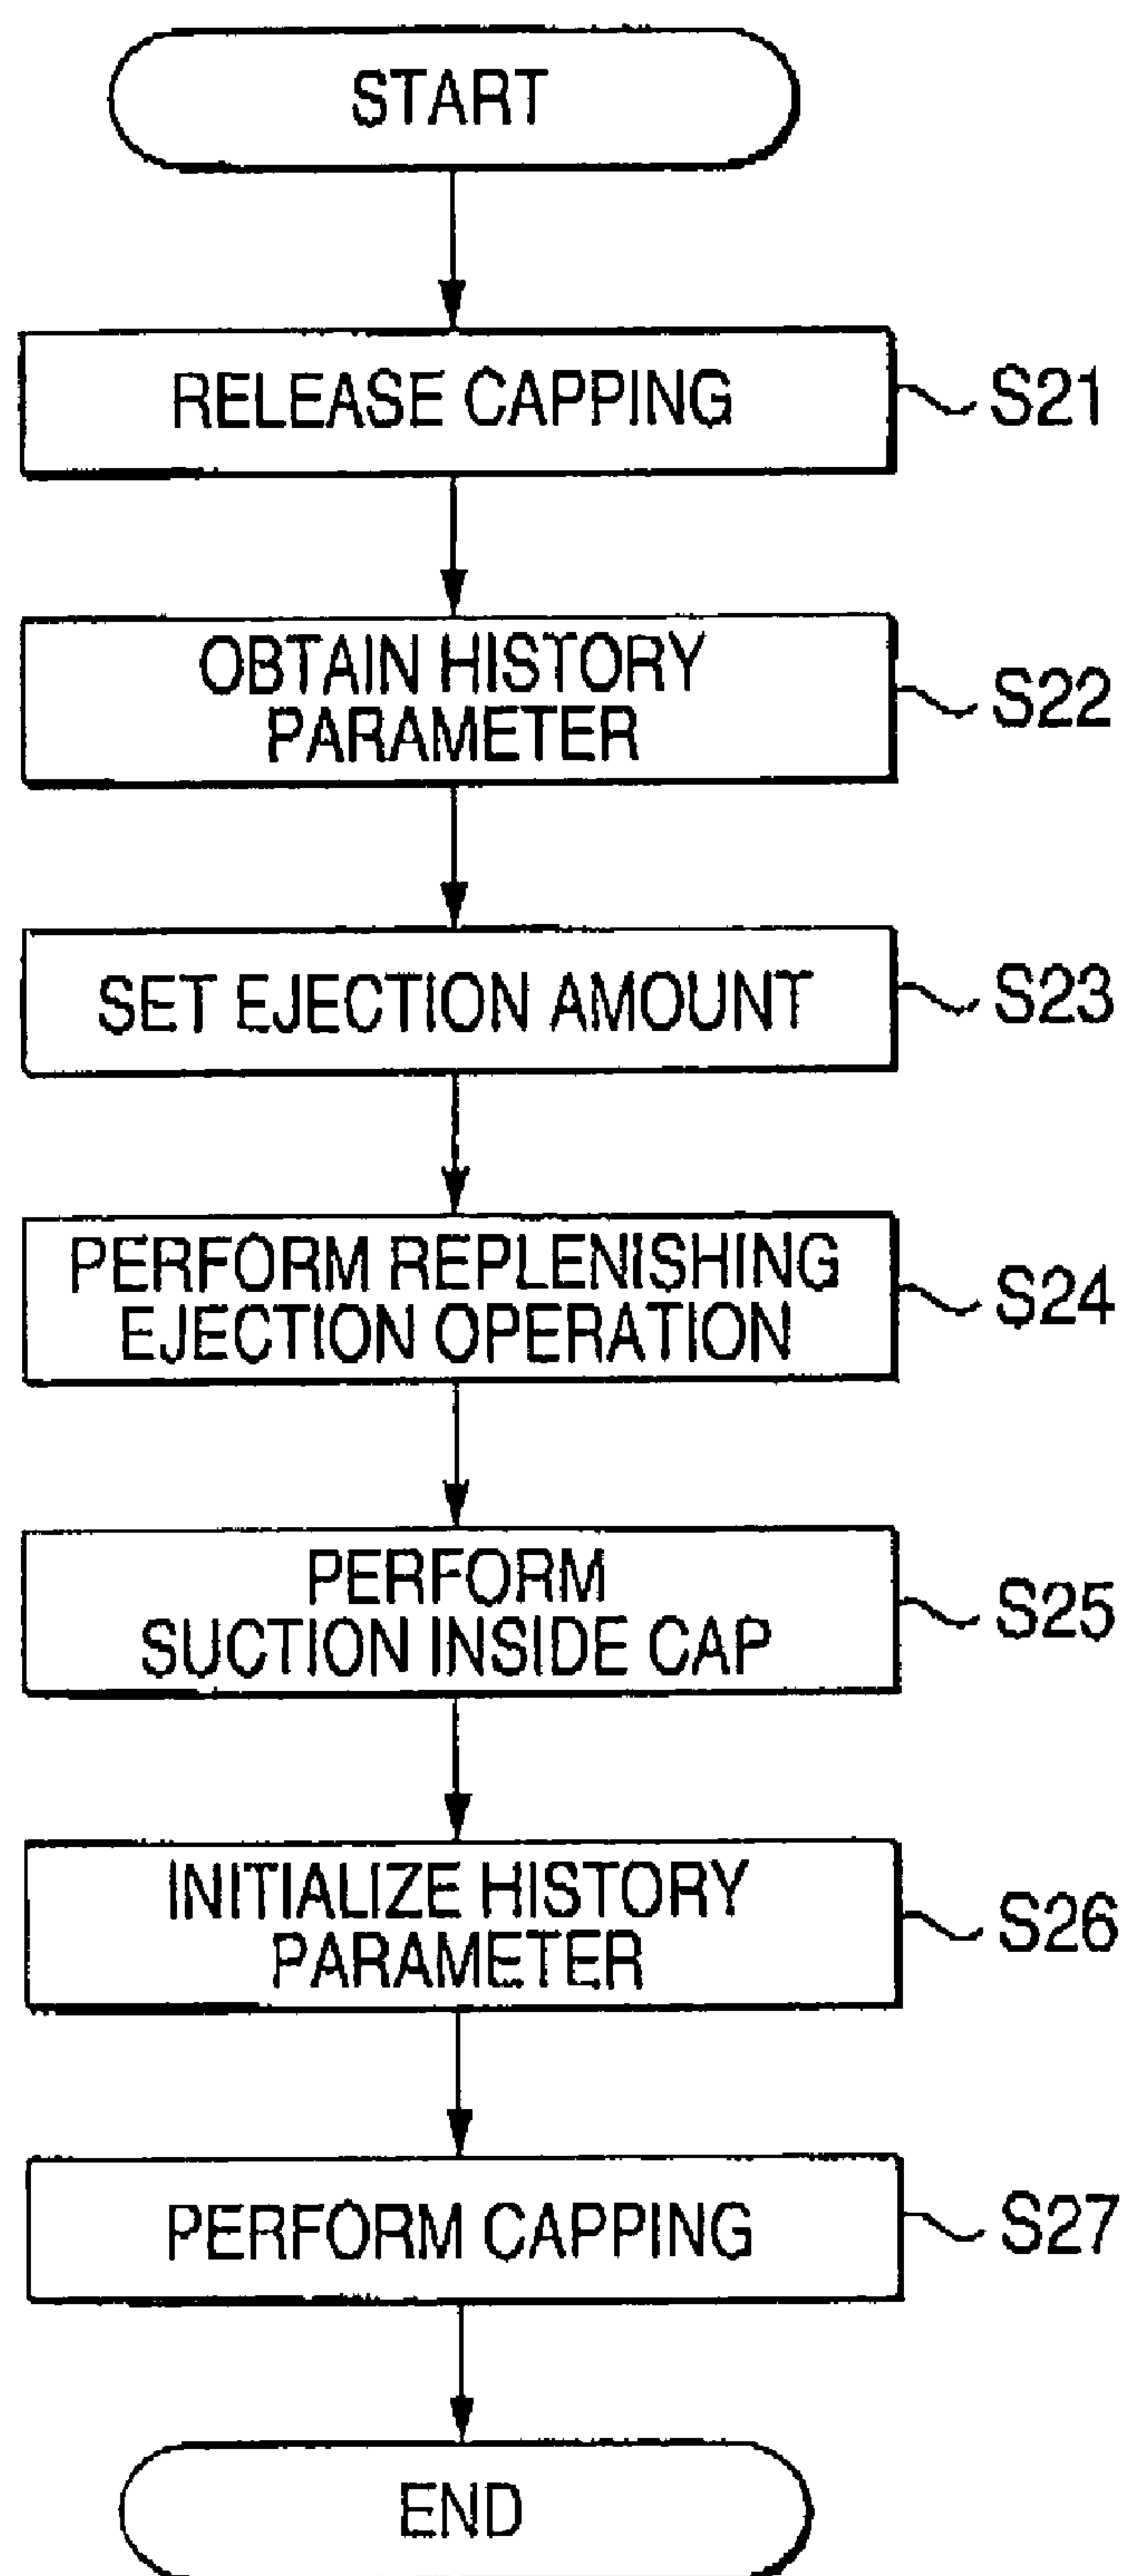 START
RELEASE CAPPING
S21
OBTAIN HISTORY
PARAMETER
S22
SET EJECTION AMOUNT
S23
PERFORM REPLENISHING
EJECTION OPERATION
S24
PERFORM
SUCTION INSIDE CAP
S25
INITIALIZE HISTORY
PARAMETER
S26
PERFORM CAPPING
S27
END